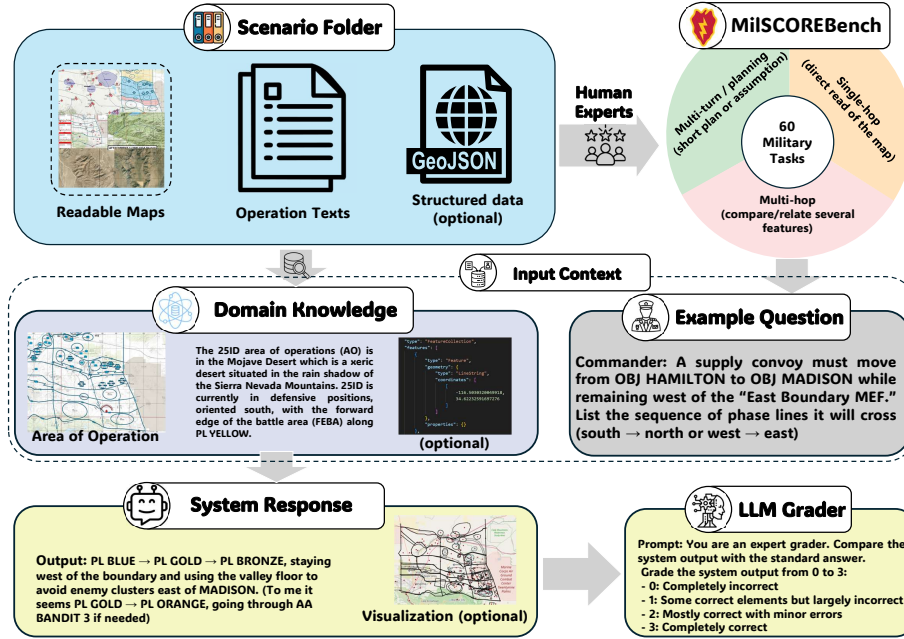 Scenario Folder
MilSCOREBench
Readable Maps
Operation Texts
GeoJSON
Structured data
(optional)
Human
Experts
Multi-turn / planning
(short plan or assumption)
Single-hop
(direct read of the map)
60
Military
Tasks
Multi-hop
(compare/relate several
features)
Input Context
Domain Knowledge
Area of Operation
The 25ID area of operations (AO) is
in the Mojave Desert which is a xeric
desert situated in the rain shadow of
the Sierra Nevada Mountains. 25ID is
currently in defensive positions,
oriented south, with the forward
edge of the battle area (FEBA) along
PL YELLOW.
"type": "FeatureCollection",
"features": [
{
"type": "Feature",
"geometry": {
"type": "LineString",
"coordinates": [
[
],
"properties": {}
(optional)
Example Question
Commander: A supply convoy must move
from OBJ HAMILTON to OBJ MADISON while
remaining west of the “East Boundary MEF.”
List the sequence of phase lines it will cross
(south → north or west → east)
System Response
Output: PL BLUE → PL GOLD → PL BRONZE, staying
west of the boundary and using the valley floor to
avoid enemy clusters east of MADISON. (To me it
seems PL GOLD → PL ORANGE, going through AA
BANDIT 3 if needed)
Visualization (optional)
LLM Grader
Prompt: You are an expert grader. Compare the
system output with the standard answer.
Grade the system output from 0 to 3:
- 0: Completely incorrect
- 1: Some correct elements but largely incorrect
- 2: Mostly correct with minor errors
- 3: Completely correct